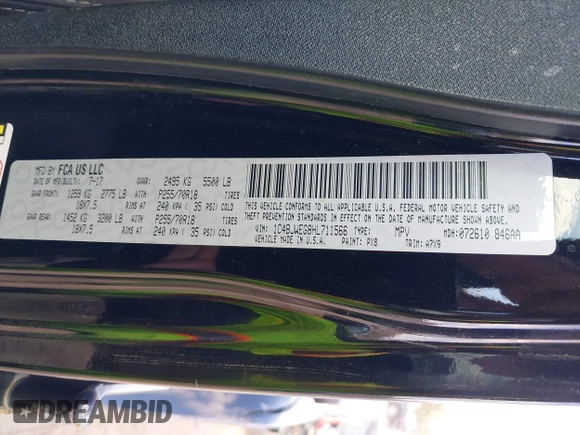 MFD BY FCA US LLC
DATE OF MFR(BUILT): 7-17 GVWR: 2495 KG 5500 LB
GAWR FRONT: 1259 KG 2775 LB WITH P255/70R18 TIRES
18X7.5 RIMS AT 240 KPA ( 35 PSI) COLD
GAWR REAR: 1452 KG 3200 LB WITH P255/70R18 TIRES
18X7.5 RIMS AT 240 KPA ( 35 PSI) COLD
THIS VEHICLE CONFORMS TO ALL APPLICABLE U.S.A. FEDERAL MOTOR VEHICLE SAFETY AND
THEFT PREVENTION STANDARDS IN EFFECT ON THE DATE OF MANUFACTURE SHOWN ABOVE.
VIN: 1C4BJWEG8HL711566 TYPE: MPV MDH: 072610 846AA
VEHICLE MADE IN U.S.A. PAINT: PX8 TRIM: A7X9
DREAMBID